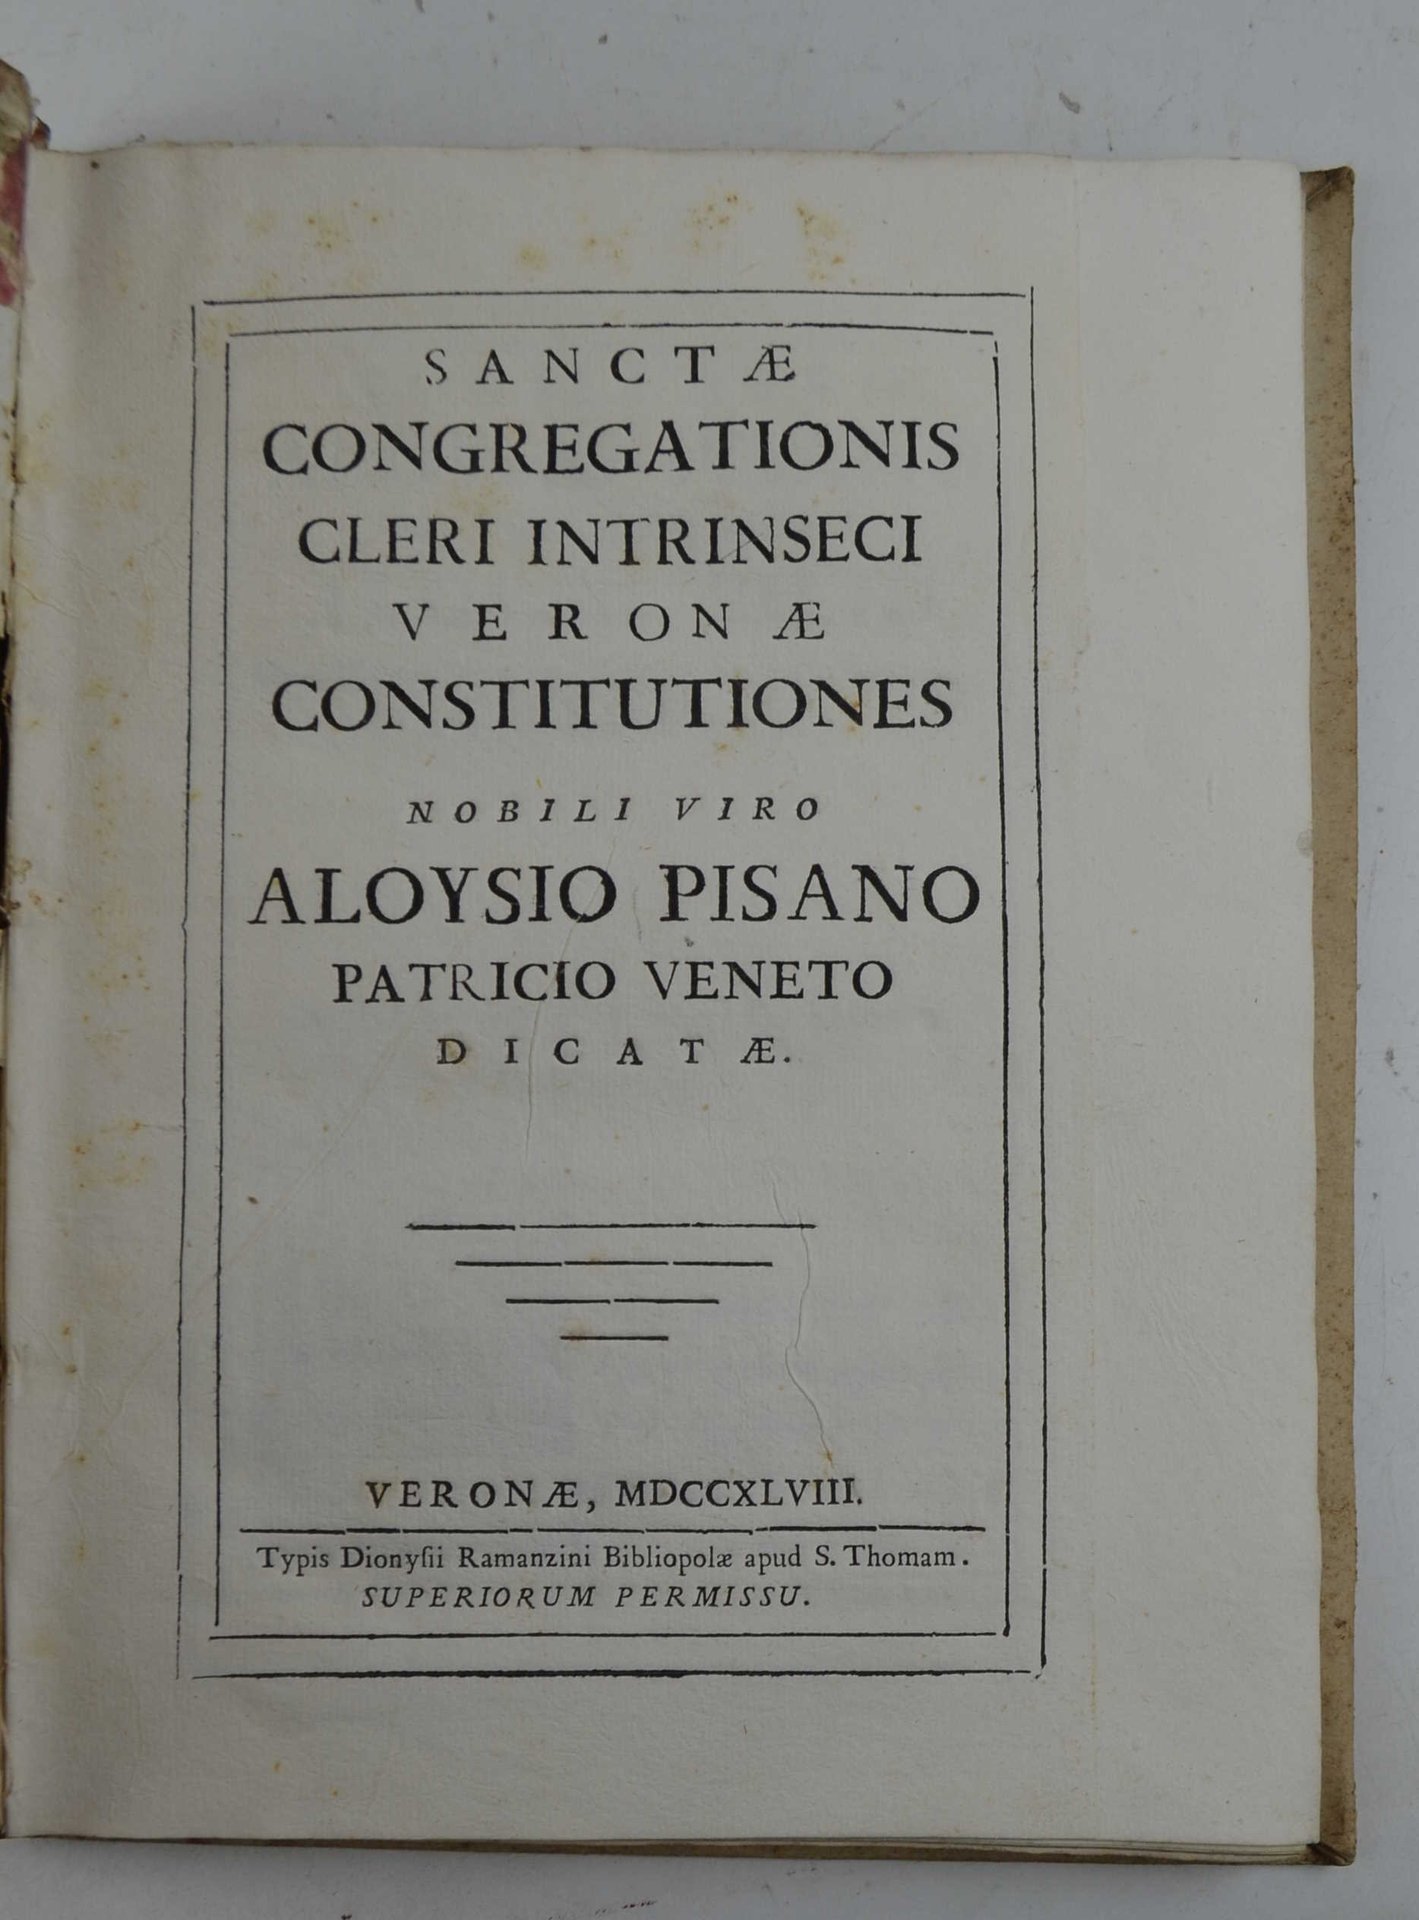 SANCTÆ
CONGREGATIONIS
CLERI INTRINSECI
VERONÆ
CONSTITUTIONES
NOBILI VIRO
ALOYSIO PISANO
PATRICIO VENETO
DICATÆ.
VERONÆ, MDCCXLVIII.
Typis Dionyſii Ramanzini Bibliopolæ apud S. Thomam.
SUPERIORUM PERMISSU.